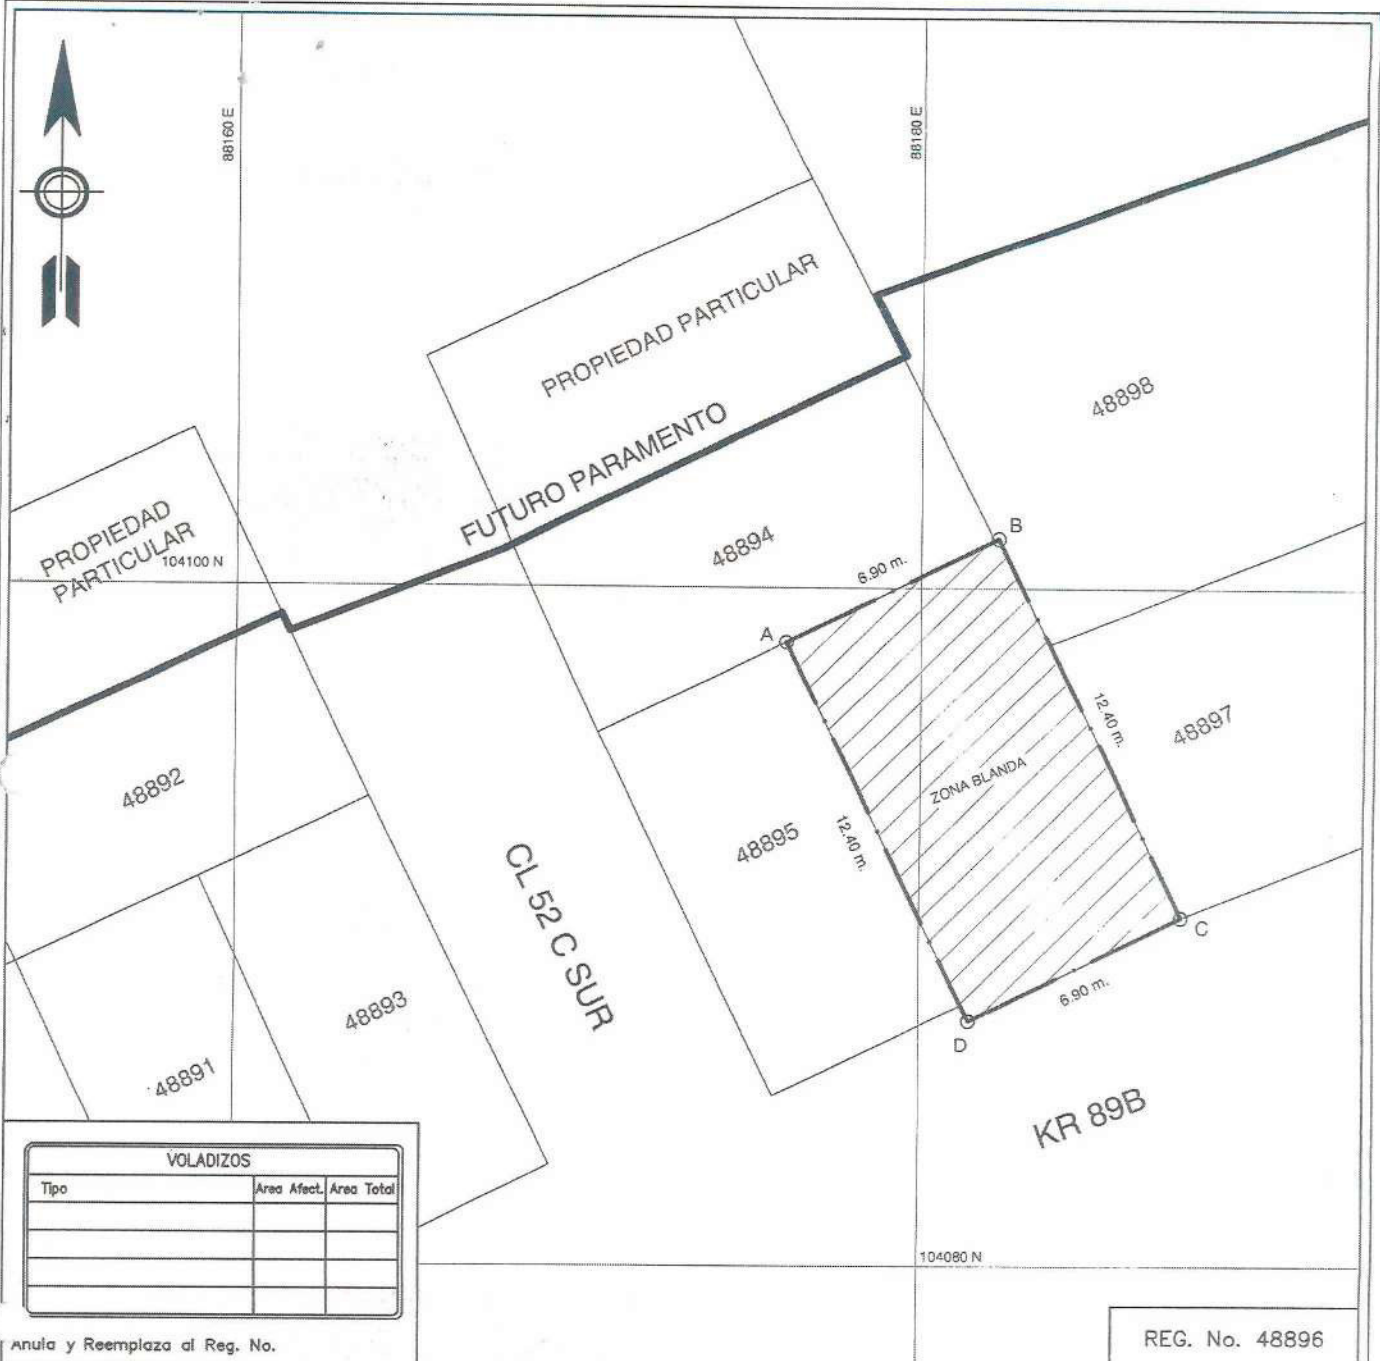 88160 E
88180 E
PROPIEDAD PARTICULAR
48898
FUTURO PARAMENTO
PROPIEDAD
PARTICULAR
104100 N
48894
B
6.90 m.
A
12.40 m.
48897
ZONA BLANDA
48892
12.40 m.
48895
CL 52 C SUR
C
6.90 m.
48893
D
48891
KR 89B
VOLADIZOS
Tipo
Area Afect.
Area Total
104080 N
Anula y Reemplaza al Reg. No.
REG. No. 48896